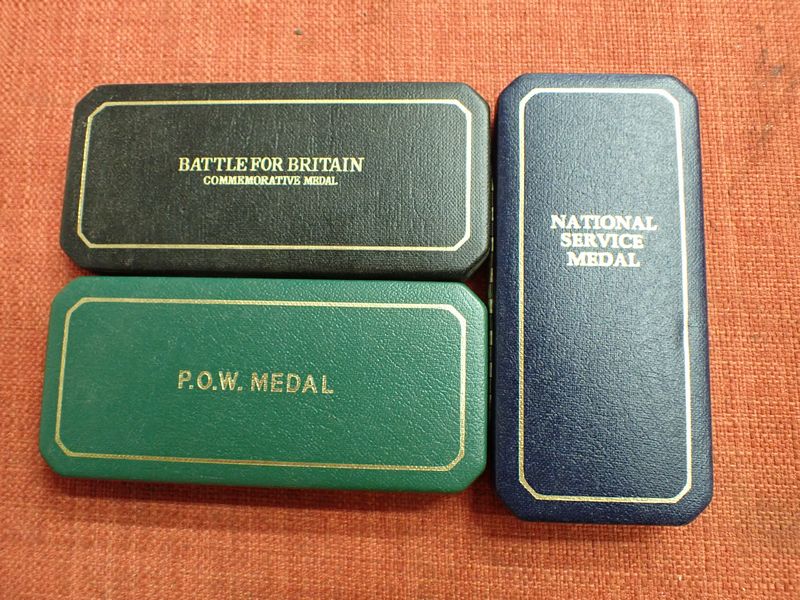 BATTLE FOR BRITAIN
COMMEMORATIVE MEDAL
P.O.W. MEDAL
NATIONAL
SERVICE
MEDAL